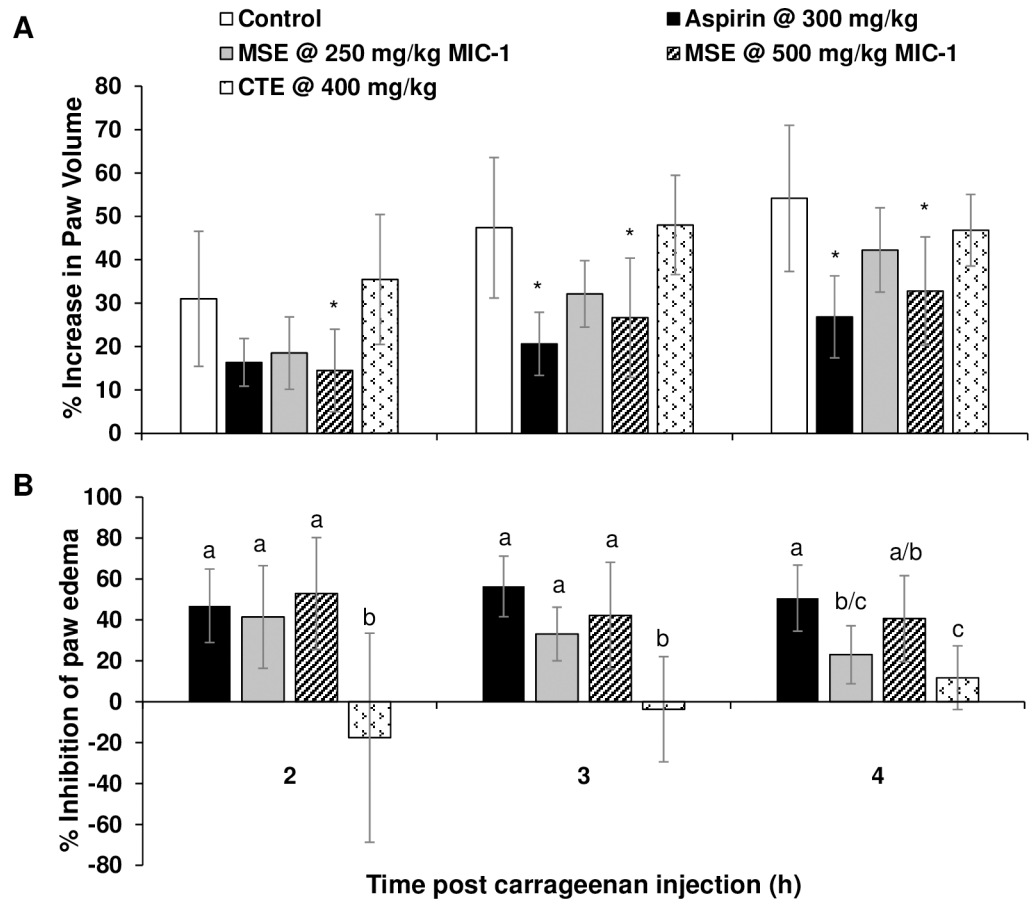 A
Control
Aspirin @ 300 mg/kg
MSE @ 250 mg/kg MIC-1
MSE @ 500 mg/kg MIC-1
CTE @ 400 mg/kg
% Increase in Paw Volume
80
70
60
50
40
30
20
10
0
*
*
*
*
*
B
% Inhibition of paw edema
100
80
60
40
20
0
-20
-40
-60
-80
a
a
a
b
a
a
a
b
a
b/c
a/b
c
2
3
4
Time post carrageenan injection (h)